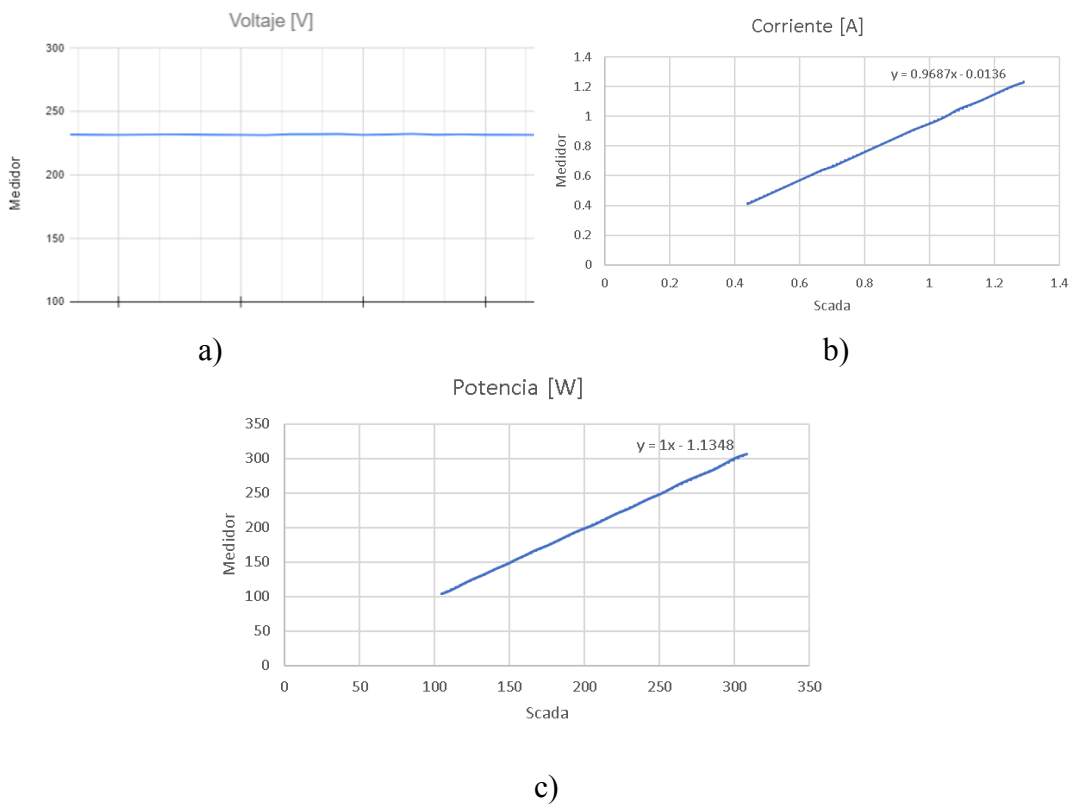 Voltaje [V]
300
250
200
150
100
Medidor
a)
Corriente [A]
y = 0.9687x - 0.0136
1.4
1.2
1
0.8
0.6
0.4
0.2
0
Medidor
0 0.2 0.4 0.6 0.8 1 1.2 1.4
Scada
b)
Potencia [W]
y = 1x - 1.1348
350
300
250
200
150
100
50
0
Medidor
0 50 100 150 200 250 300 350
Scada
c)